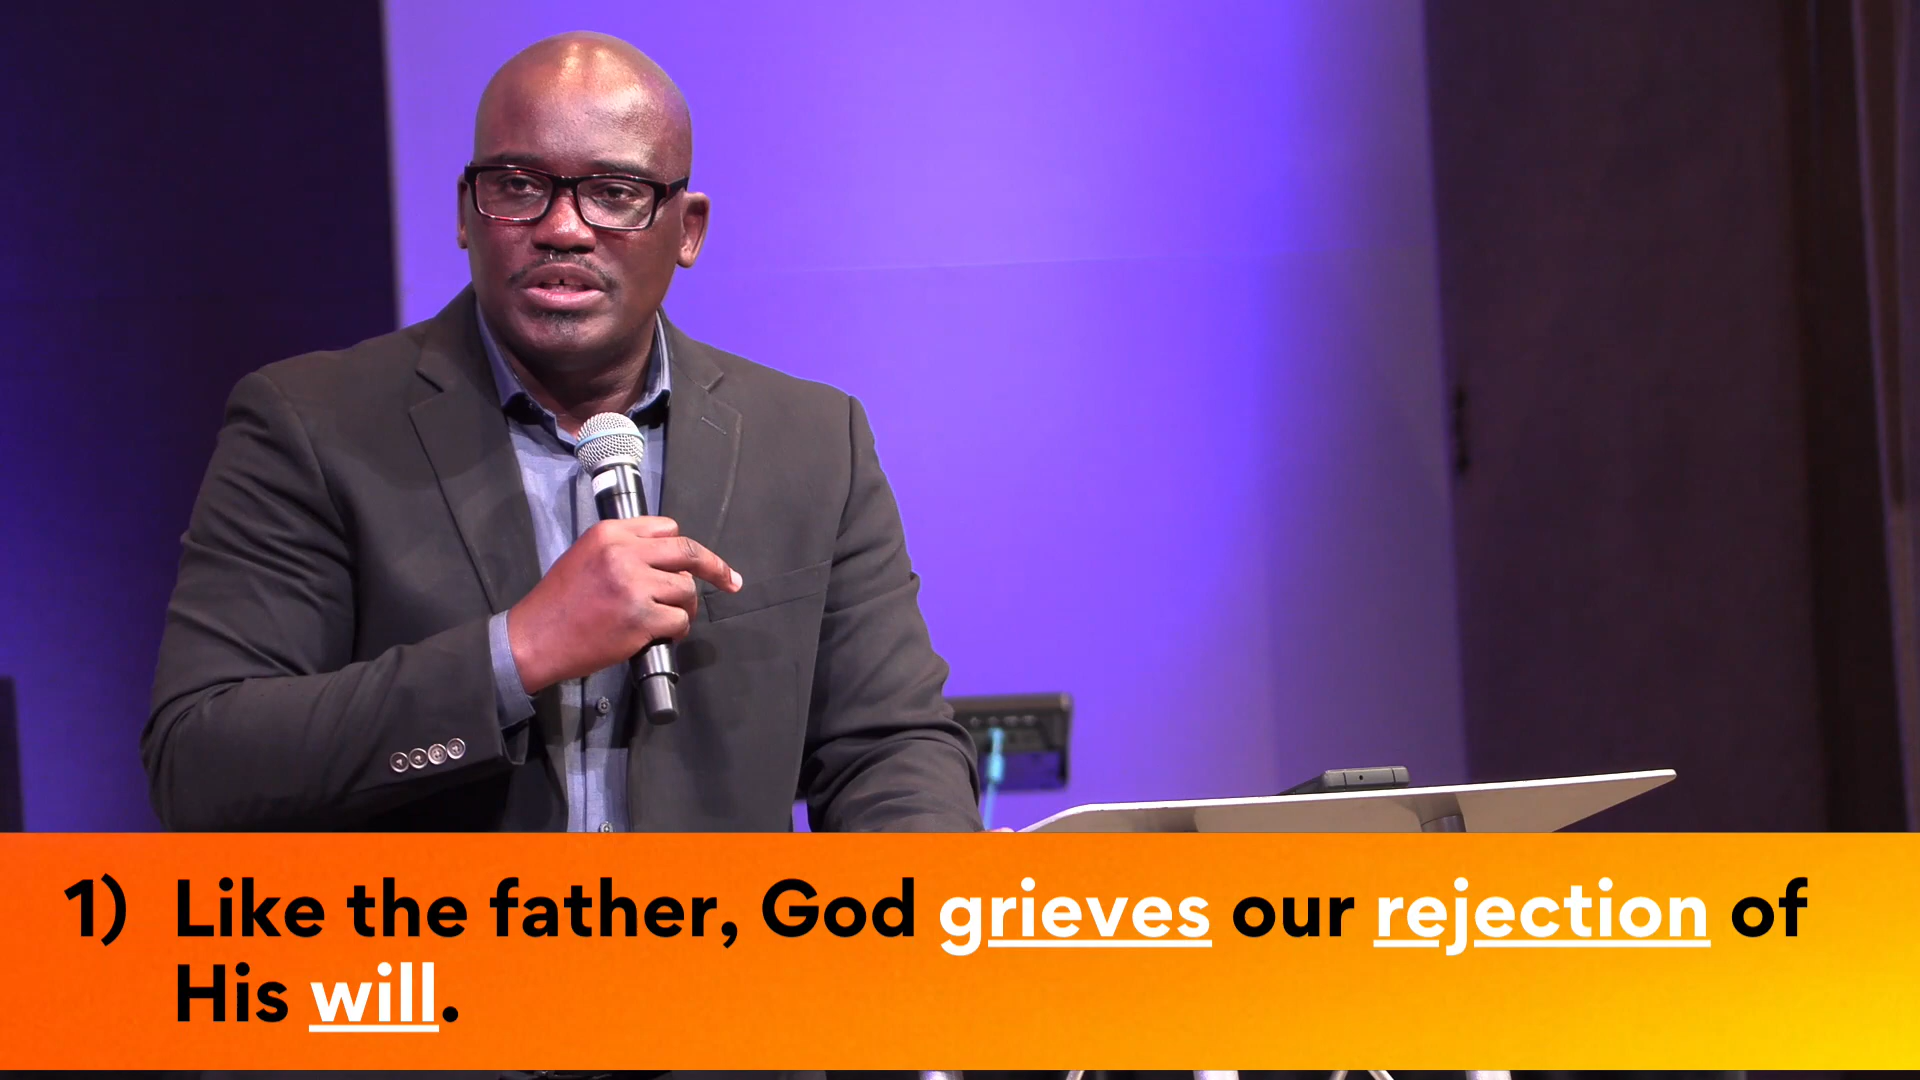 1) Like the father, God grieves our rejection of
His will.